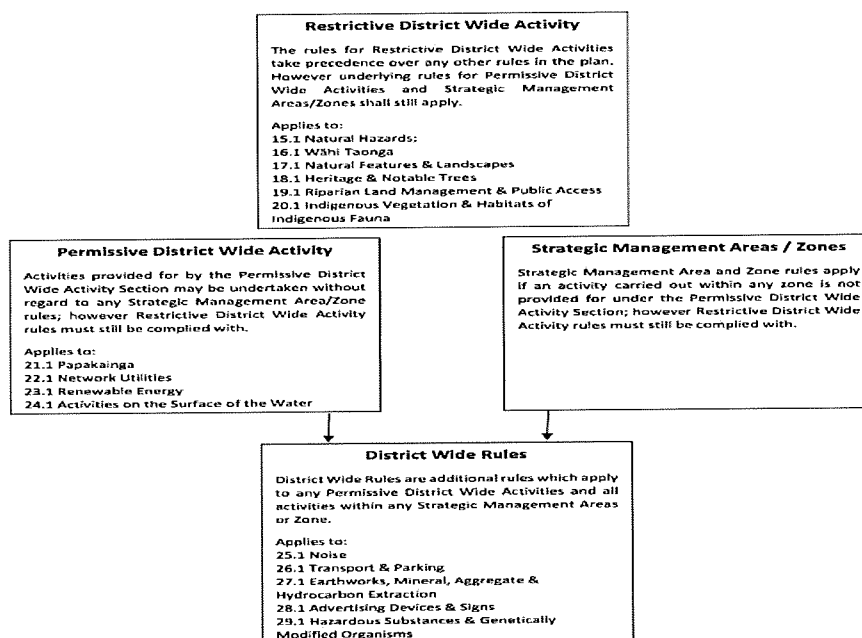 Restrictive District Wide Activity
The rules for Restrictive District Wide Activities
take precedence over any other rules in the plan.
However underlying rules for Permissive District
Wide Activities and Strategic Management
Areas/Zones shall still apply.
Applies to:
15.1 Natural Hazards;
16.1 Wāhi Taonga
17.1 Natural Features & Landscapes
18.1 Heritage & Notable Trees
19.1 Riparian Land Management & Public Access
20.1 Indigenous Vegetation & Habitats of
Indigenous Fauna
Permissive District Wide Activity
Activities provided for by the Permissive District
Wide Activity Section may be undertaken without
regard to any Strategic Management Area/Zone
rules; however Restrictive District Wide Activity
rules must still be complied with.
Applies to:
21.1 Papakainga
22.1 Network Utilities
23.1 Renewable Energy
24.1 Activities on the Surface of the Water
Strategic Management Areas / Zones
Strategic Management Area and Zone rules apply
if an activity carried out within any zone is not
provided for under the Permissive District Wide
Activity Section; however Restrictive District Wide
Activity rules must still be complied with.
District Wide Rules
District Wide Rules are additional rules which apply
to any Permissive District Wide Activities and all
activities within any Strategic Management Areas
or Zone.
Applies to:
25.1 Noise
26.1 Transport & Parking
27.1 Earthworks, Mineral, Aggregate &
Hydrocarbon Extraction
28.1 Advertising Devices & Signs
29.1 Hazardous Substances & Genetically
Modified Organisms